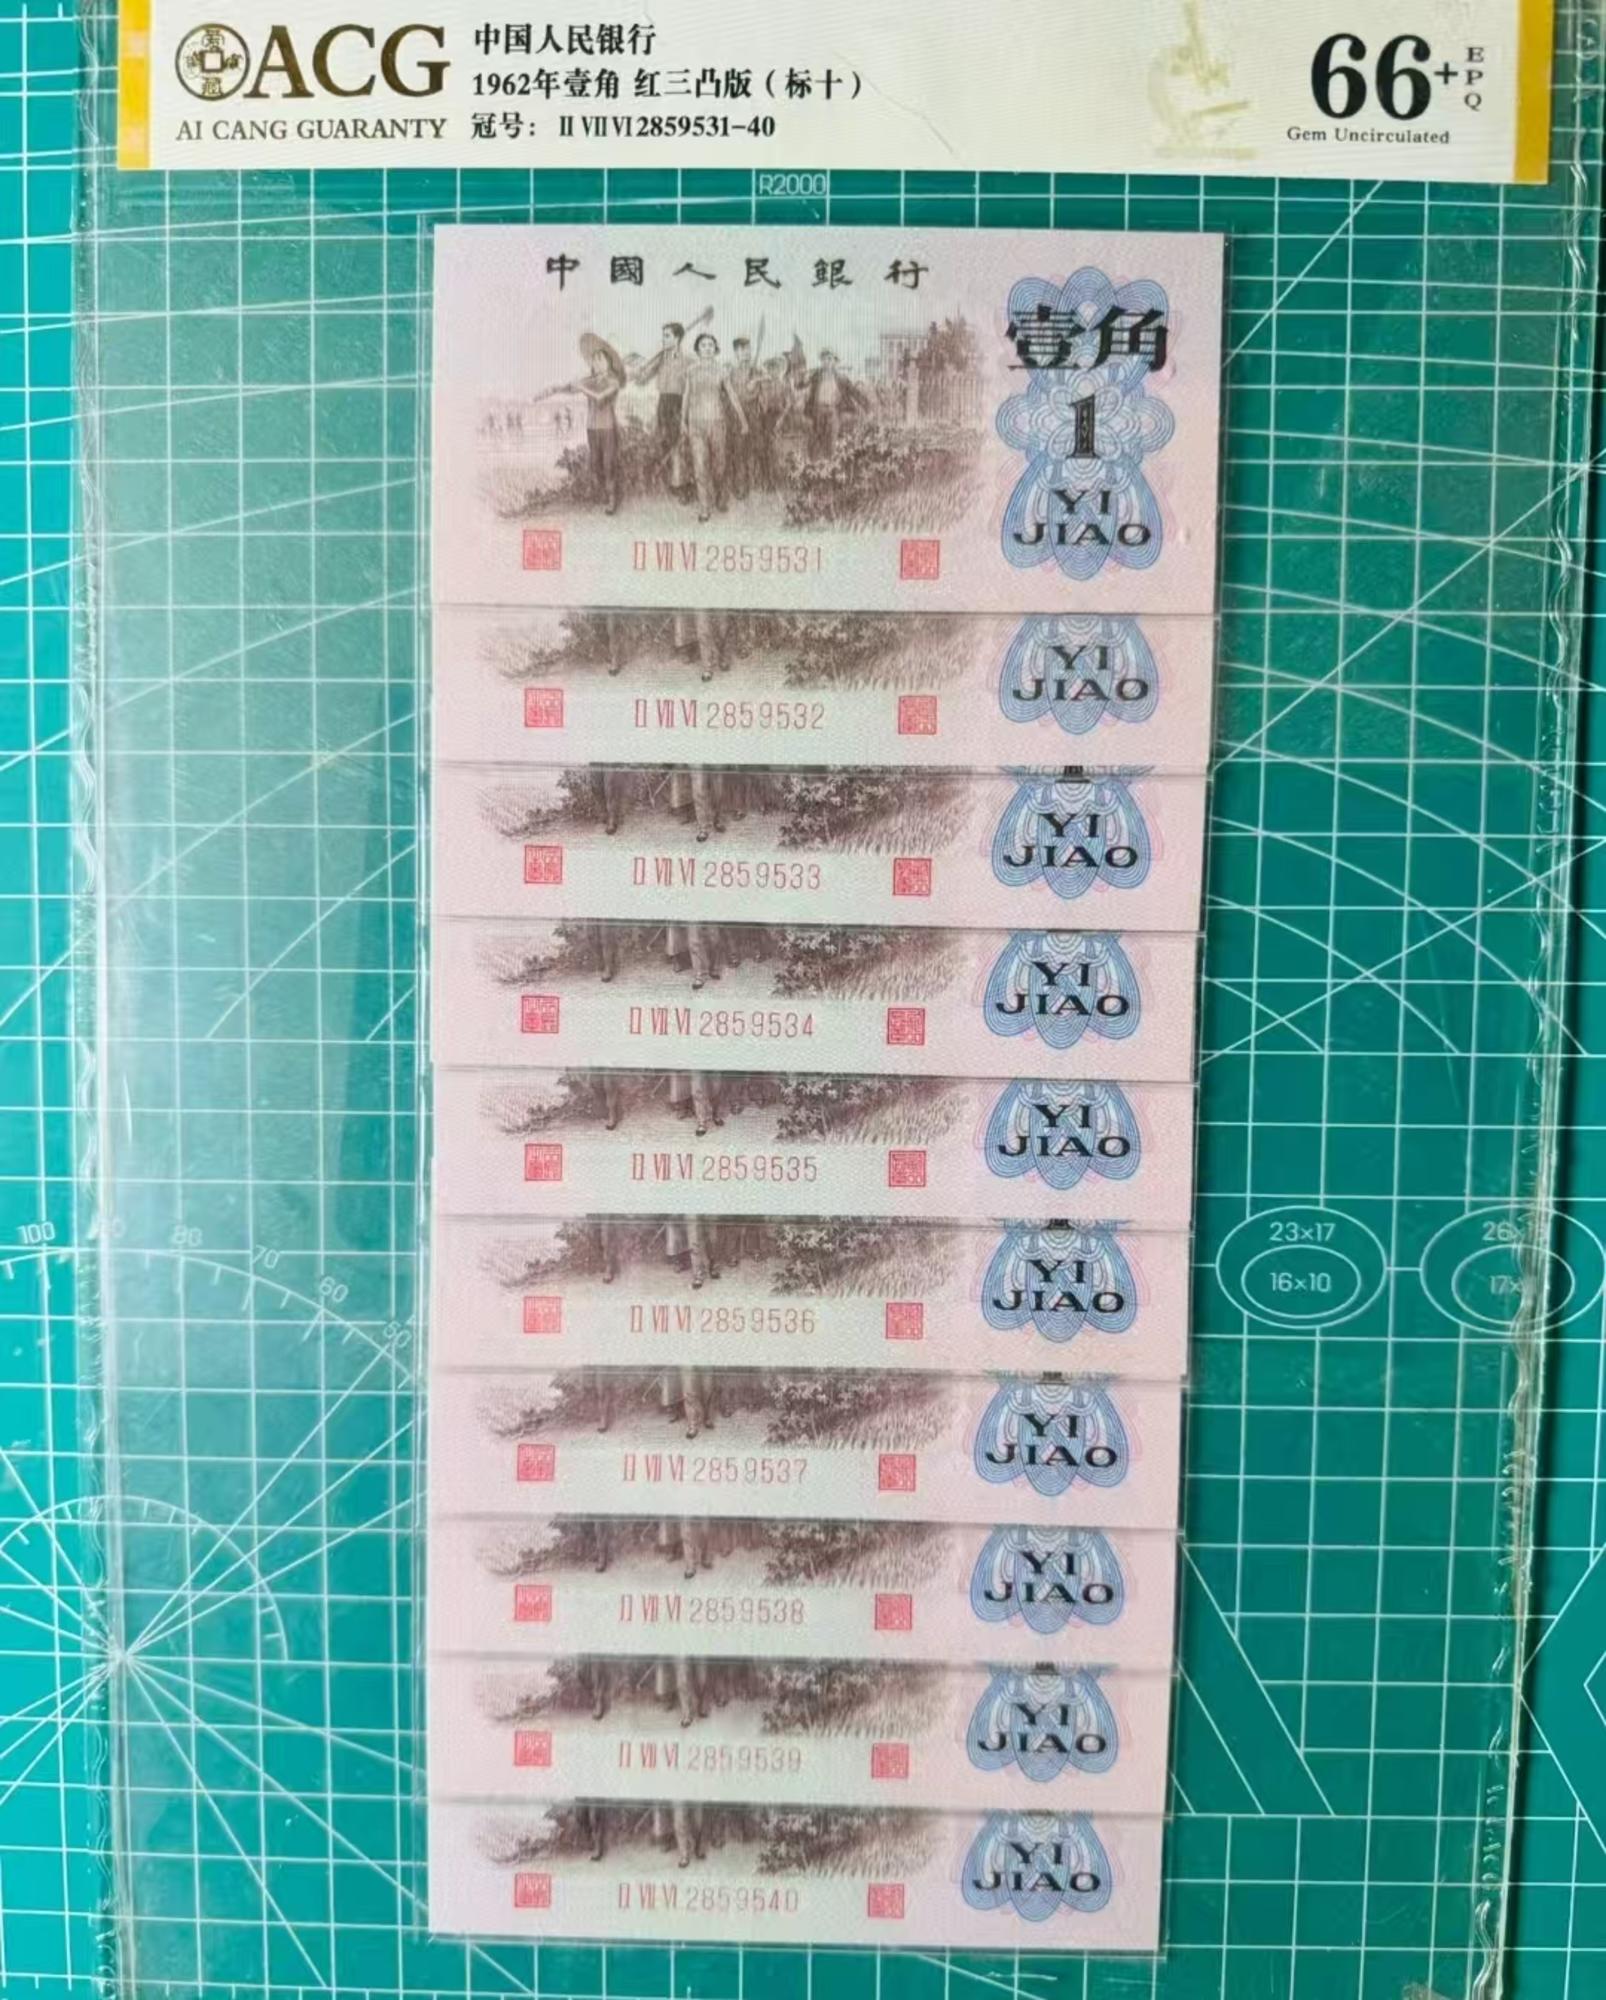 ACG
AI CANG GUARANTY
中国人民银行
1962年壹角 红三凸版（标十）
冠号： Ⅱ Ⅶ Ⅵ 2859531-40
66+
EPQ
Gem Uncirculated
R2000
中國人民銀行
壹角
1
YI
JIAO
Ⅱ Ⅶ Ⅵ 2859531
YI
JIAO
Ⅱ Ⅶ Ⅵ 2859532
YI
JIAO
Ⅱ Ⅶ Ⅵ 2859533
YI
JIAO
Ⅱ Ⅶ Ⅵ 2859534
YI
JIAO
Ⅱ Ⅶ Ⅵ 2859535
YI
JIAO
Ⅱ Ⅶ Ⅵ 2859536
YI
JIAO
Ⅱ Ⅶ Ⅵ 2859537
YI
JIAO
Ⅱ Ⅶ Ⅵ 2859538
YI
JIAO
Ⅱ Ⅶ Ⅵ 2859539
YI
JIAO
Ⅱ Ⅶ Ⅵ 2859540
100
80
70
60
23×17
16×10